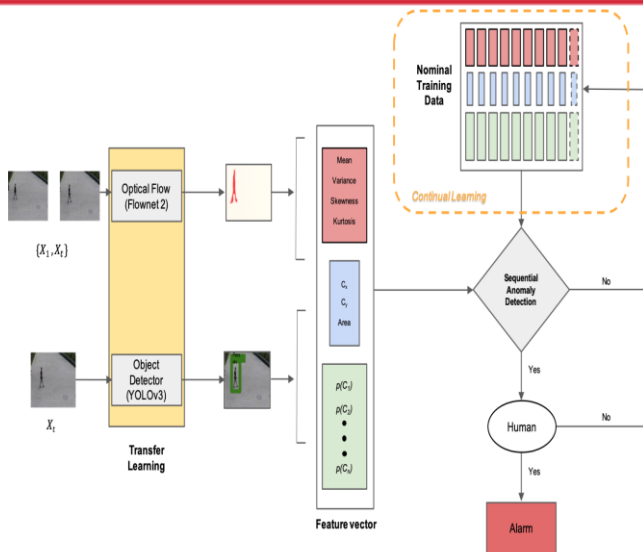 Nominal
Training
Data
Continual Learning
Optical Flow
(Flownet 2)
{X₁, Xₜ}
Object
Detector
(YOLOv3)
Xₜ
Transfer
Learning
Mean
Variance
Skewness
Kurtosis
Cₓ
Cᵧ
Area
p(C₁)
p(C₂)
p(Cₙ)
Feature vector
Sequential
Anomaly
Detection
No
Yes
Human
No
Yes
Alarm